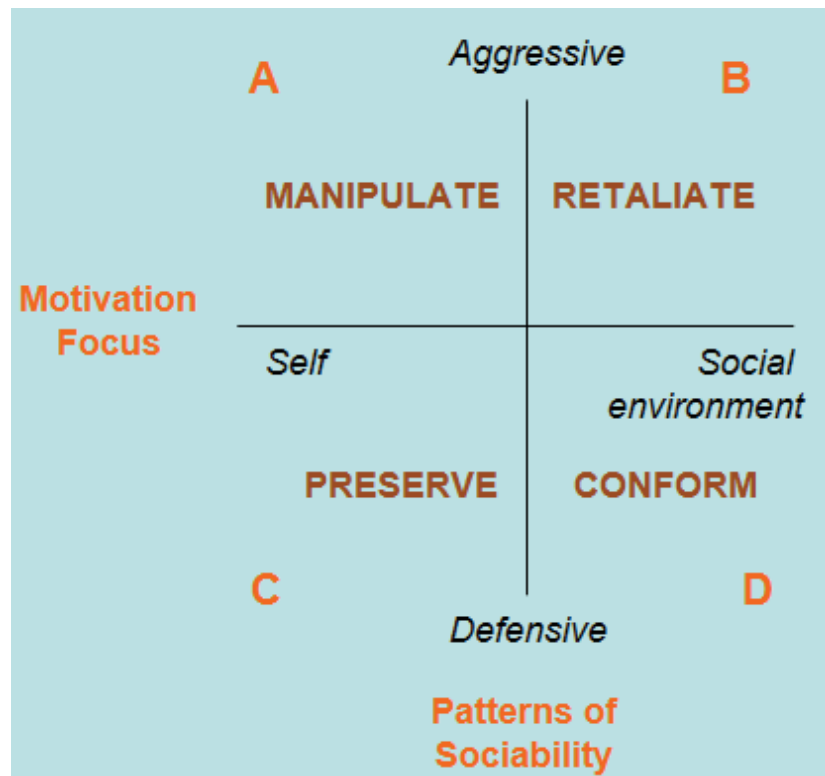 Aggressive
A
B
MANIPULATE
RETALIATE
Motivation
Focus
Self
Social
environment
PRESERVE
CONFORM
C
D
Defensive
Patterns of
Sociability